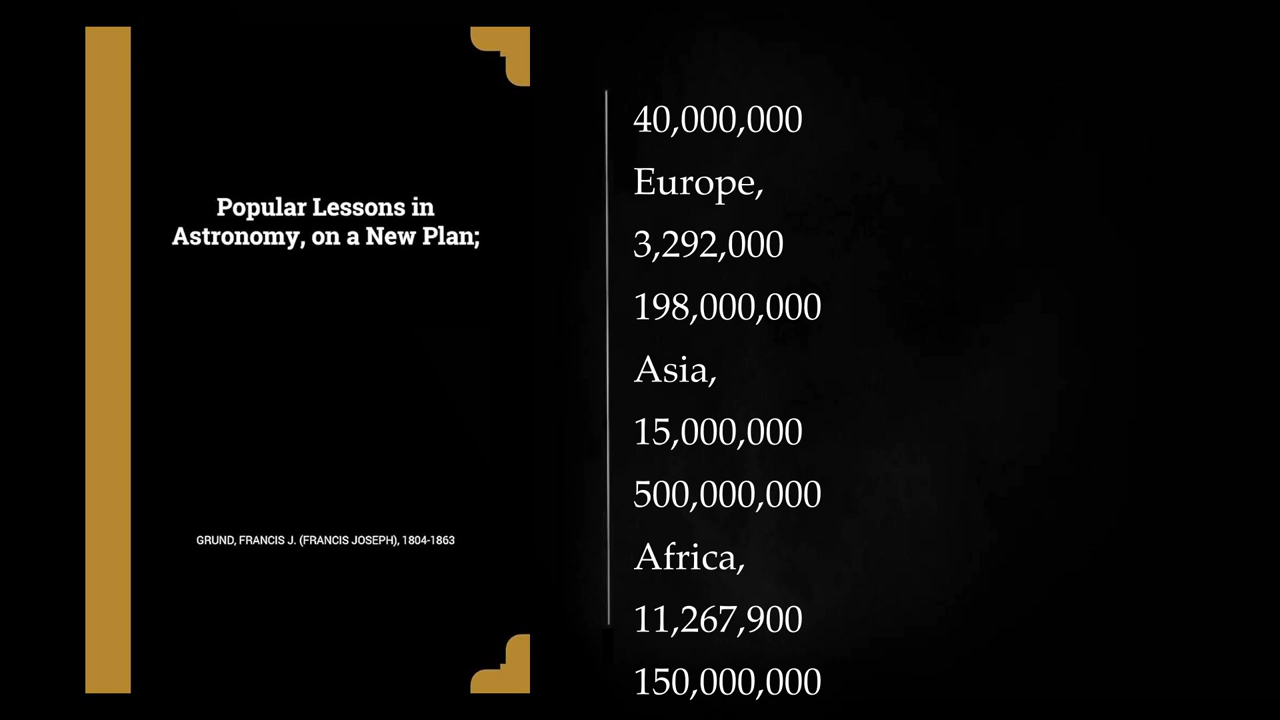 Popular Lessons in
Astronomy, on a New Plan;
GRUND, FRANCIS J. (FRANCIS JOSEPH), 1804-1863
40,000,000
Europe,
3,292,000
198,000,000
Asia,
15,000,000
500,000,000
Africa,
11,267,900
150,000,000